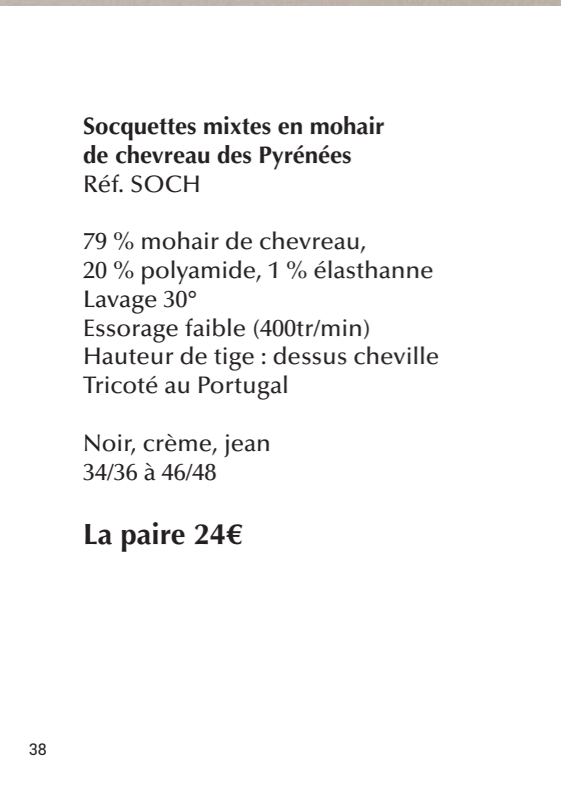 Socquettes mixtes en mohair
de chevreau des Pyrénées
Réf. SOCH
79 % mohair de chevreau,
20 % polyamide, 1 % élasthanne
Lavage 30°
Essorage faible (400tr/min)
Hauteur de tige : dessus cheville
Tricoté au Portugal
Noir, crème, jean
34/36 à 46/48
La paire 24€
38